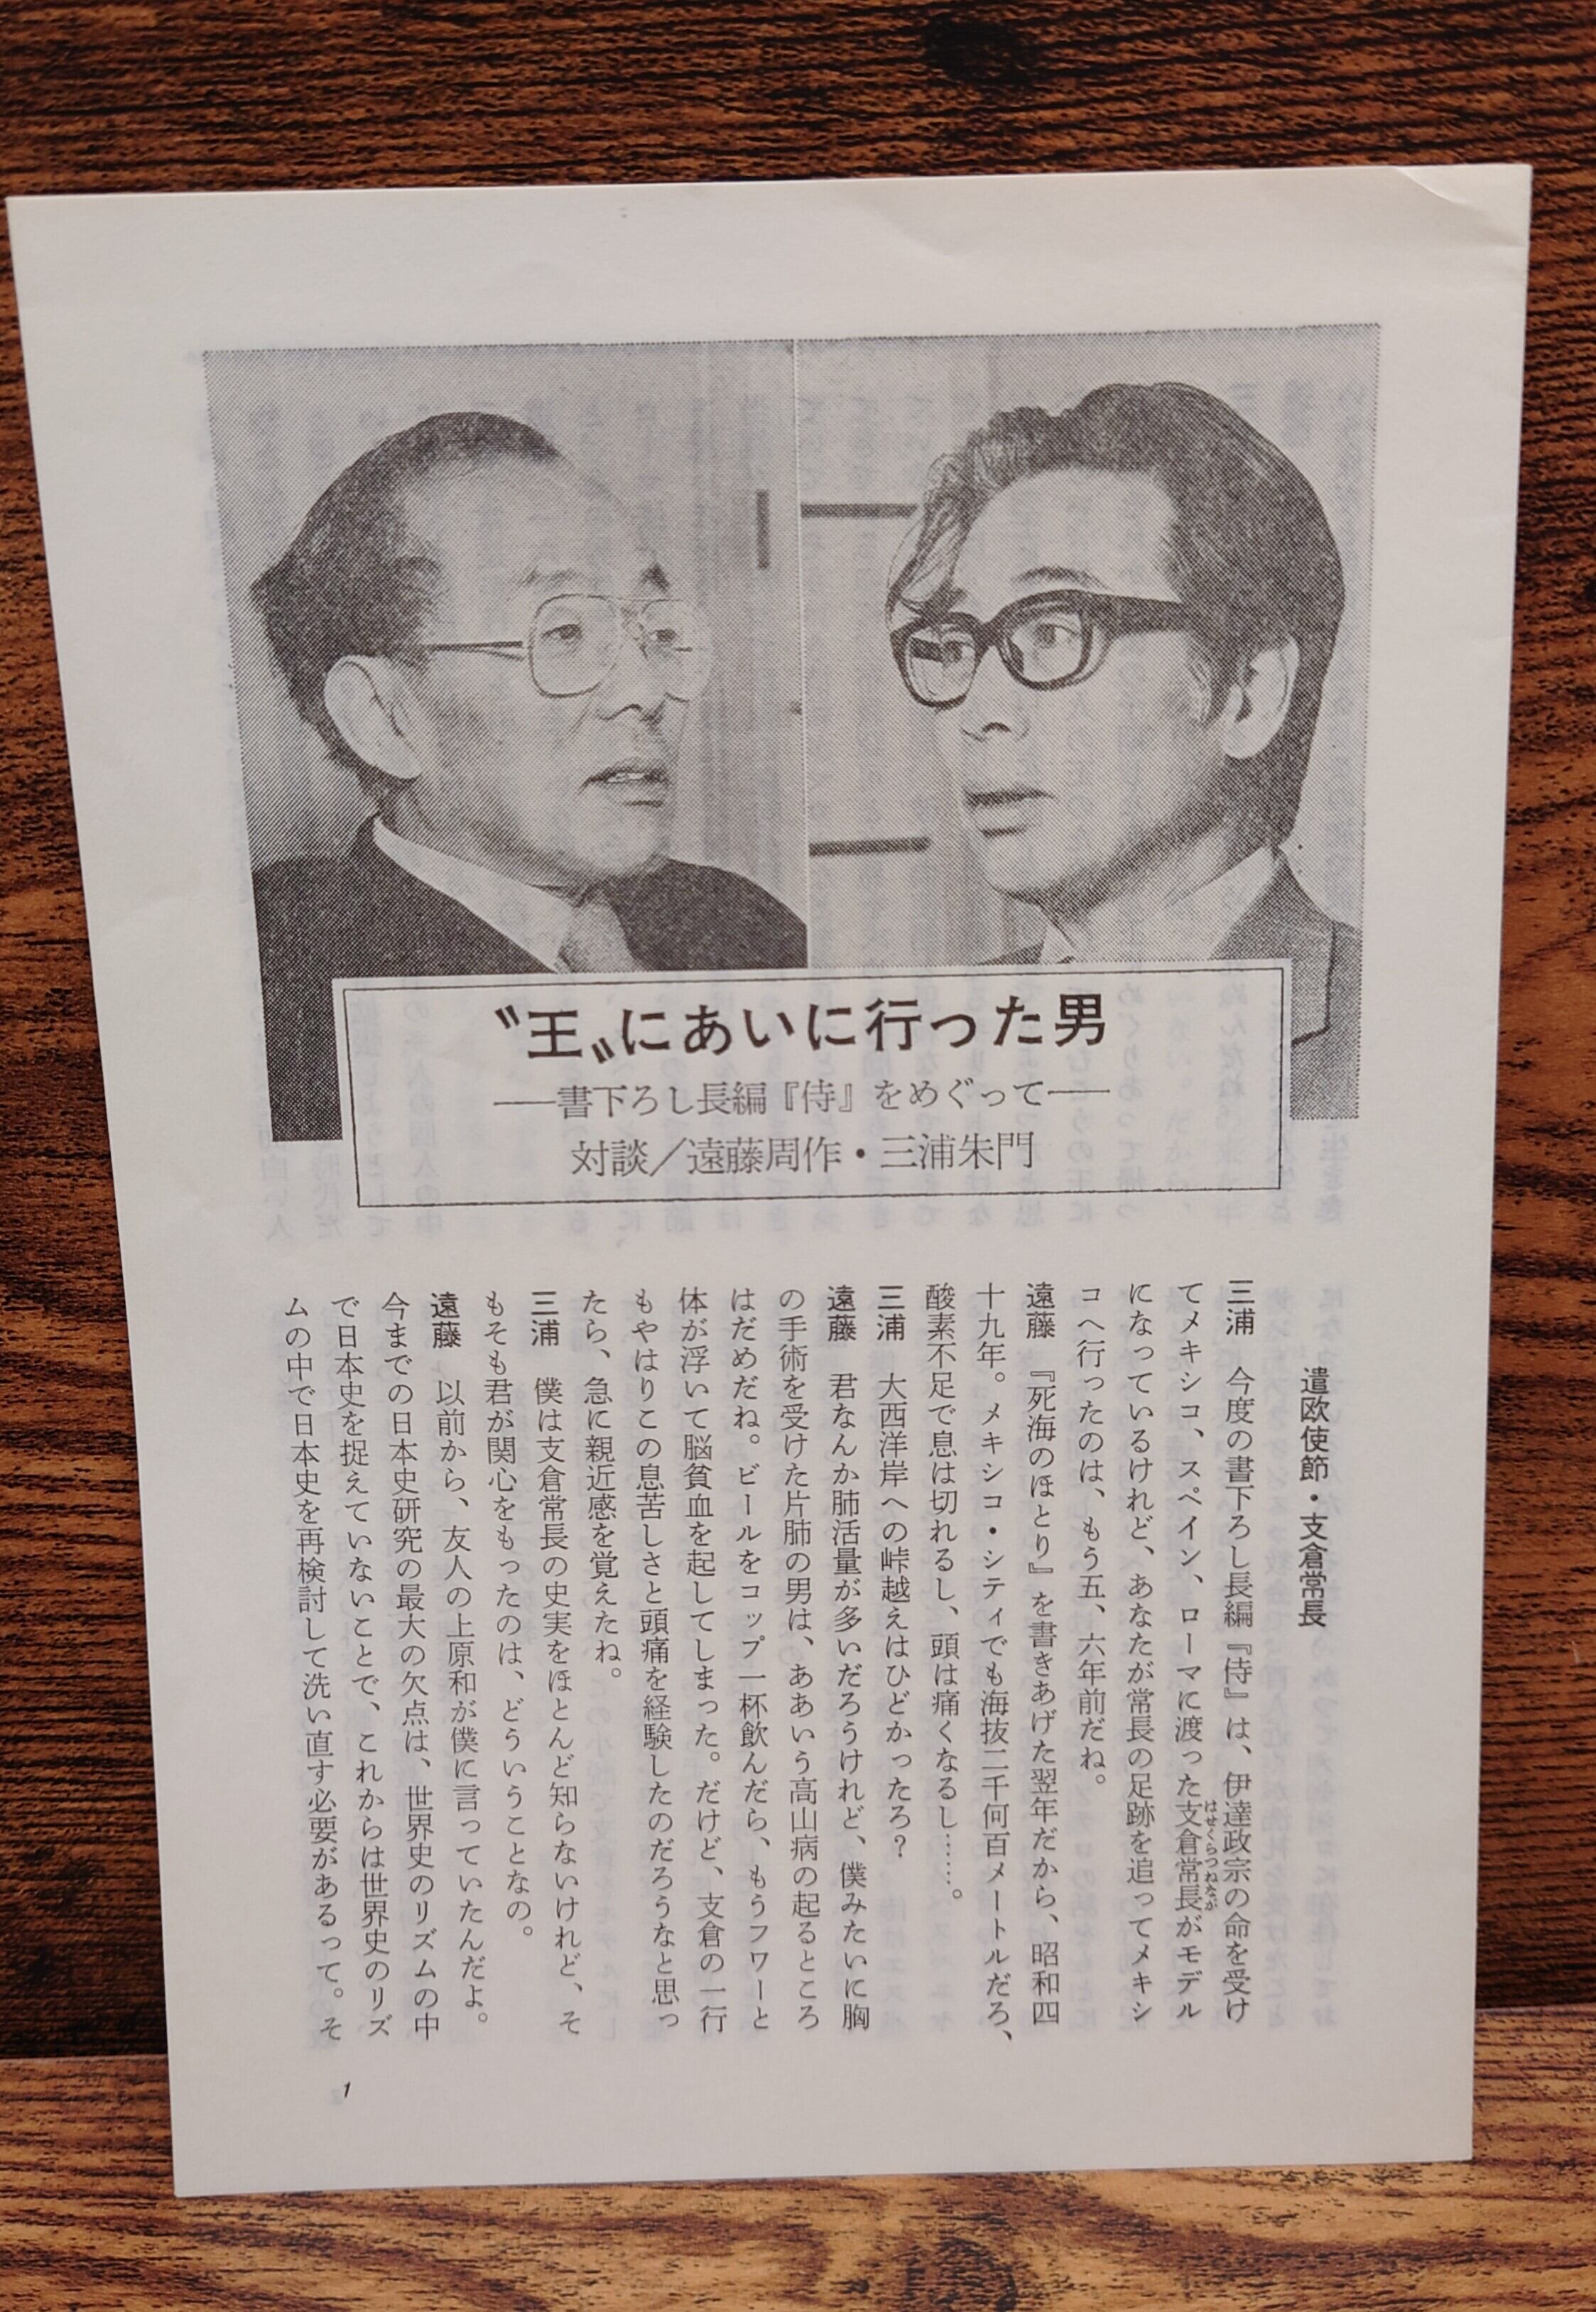 〝王〟にあいに行った男
――書下ろし長編『侍』をめぐって――
対談／遠藤周作・三浦朱門
遣欧使節・支倉常長
三浦　今度の書下ろし長編『侍』は、伊達政宗の命を受け
てメキシコ、スペイン、ローマに渡った支倉常長がモデル
はせくらつねなが
になっているけれど、あなたが常長の足跡を追ってメキシ
コへ行ったのは、もう五、六年前だね。
遠藤　『死海のほとり』を書きあげた翌年だから、昭和四
十九年。メキシコ・シティでも海抜二千何百メートルだろ、
酸素不足で息は切れるし、頭は痛くなるし……。
三浦　大西洋岸への峠越えはひどかったろ？
遠藤　君なんか肺活量が多いだろうけれど、僕みたいに胸
の手術を受けた片肺の男は、ああいう高山病の起るところ
はだめだね。ビールをコップ一杯飲んだら、もうフワーと
体が浮いて脳貧血を起してしまった。だけど、支倉の一行
もやはりこの息苦しさと頭痛を経験したのだろうなと思っ
たら、急に親近感を覚えたね。
三浦　僕は支倉常長の史実をほとんど知らないけれど、そ
もそも君が関心をもったのは、どういうことなの。
遠藤　以前から、友人の上原和が僕に言っていたんだよ。
今までの日本史研究の最大の欠点は、世界史のリズムの中
で日本史を捉えていないことで、これからは世界史のリズ
ムの中で日本史を再検討して洗い直す必要があるって。そ
1